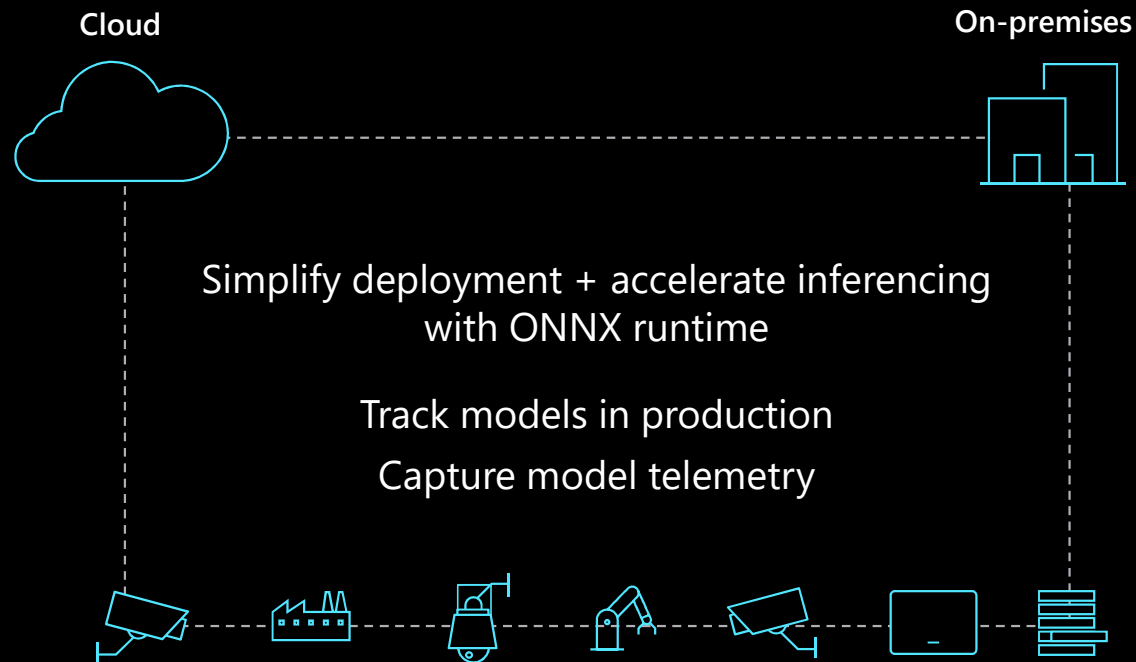 Cloud
On-premises
Simplify deployment + accelerate inferencing
with ONNX runtime
Track models in production
Capture model telemetry